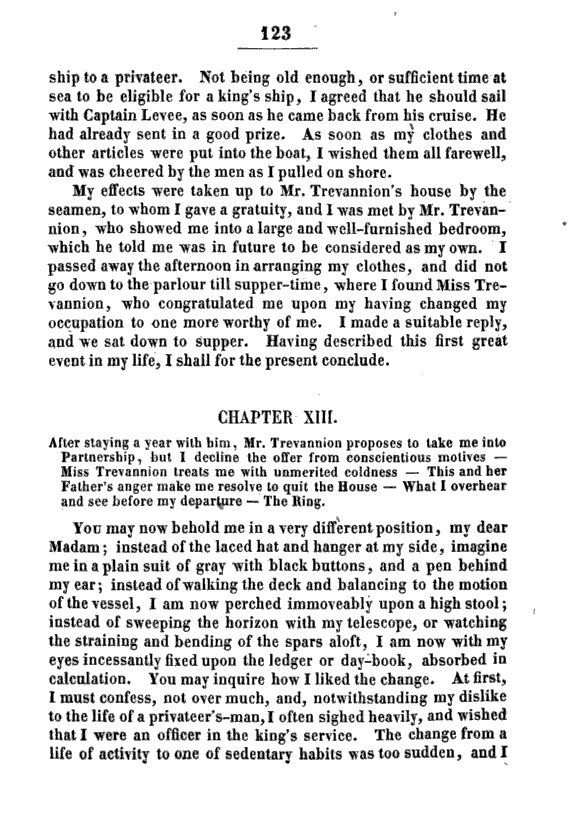 123
ship to a privateer. Not being old enough, or sufficient time at
sea to be eligible for a king's ship, I agreed that he should sail
with Captain Levee, as soon as he came back from his cruise. He
had already sent in a good prize. As soon as my clothes and
other articles were put into the boat, I wished them all farewell,
and was cheered by the men as I pulled on shore.
My effects were taken up to Mr. Trevannion's house by the
seamen, to whom I gave a gratuity, and I was met by Mr. Trevan-
nion, who showed me into a large and well-furnished bedroom,
which he told me was in future to be considered as my own. I
passed away the afternoon in arranging my clothes, and did not
go down to the parlour till supper-time, where I found Miss Tre-
vannion, who congratulated me upon my having changed my
occupation to one more worthy of me. I made a suitable reply,
and we sat down to supper. Having described this first great
event in my life, I shall for the present conclude.
CHAPTER XIII.
After staying a year with him, Mr. Trevannion proposes to take me into
Partnership, but I decline the offer from conscientious motives —
Miss Trevannion treats me with unmerited coldness — This and her
Father's anger make me resolve to quit the House — What I overhear
and see before my departure — The Ring.
You may now behold me in a very different position, my dear
Madam; instead of the laced hat and hanger at my side, imagine
me in a plain suit of gray with black buttons, and a pen behind
my ear; instead of walking the deck and balancing to the motion
of the vessel, I am now perched immoveably upon a high stool;
instead of sweeping the horizon with my telescope, or watching
the straining and bending of the spars aloft, I am now with my
eyes incessantly fixed upon the ledger or day-book, absorbed in
calculation. You may inquire how I liked the change. At first,
I must confess, not over much, and, notwithstanding my dislike
to the life of a privateer's-man, I often sighed heavily, and wished
that I were an officer in the king's service. The change from a
life of activity to one of sedentary habits was too sudden, and I